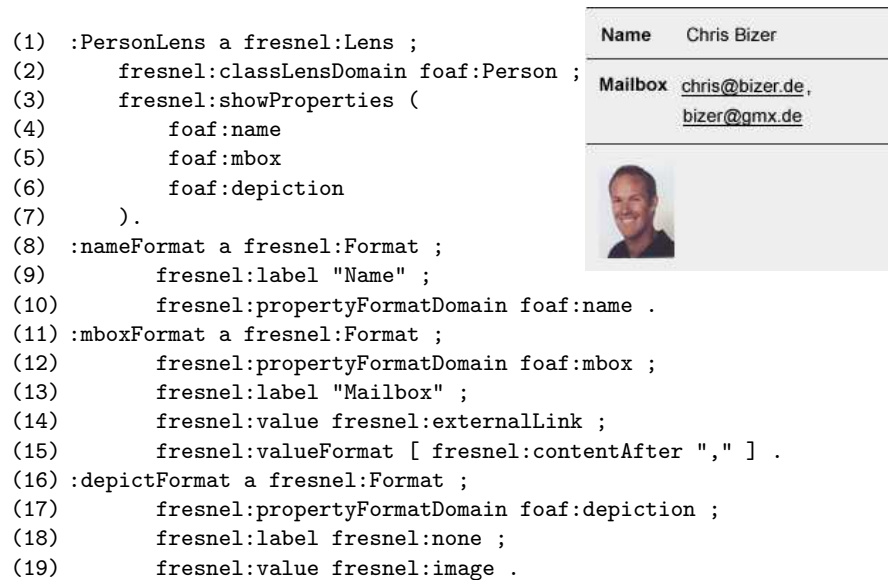 (1) :PersonLens a fresnel:Lens ;
(2) fresnel:classLensDomain foaf:Person ;
(3) fresnel:showProperties (
(4) foaf:name
(5) foaf:mbox
(6) foaf:depiction
(7) ).
(8) :nameFormat a fresnel:Format ;
(9) fresnel:label "Name" ;
(10) fresnel:propertyFormatDomain foaf:name .
(11) :mboxFormat a fresnel:Format ;
(12) fresnel:propertyFormatDomain foaf:mbox ;
(13) fresnel:label "Mailbox" ;
(14) fresnel:value fresnel:externalLink ;
(15) fresnel:valueFormat [ fresnel:contentAfter "," ] .
(16) :depictFormat a fresnel:Format ;
(17) fresnel:propertyFormatDomain foaf:depiction ;
(18) fresnel:label fresnel:none ;
(19) fresnel:value fresnel:image .
Name Chris Bizer
Mailbox chris@bizer.de,
bizer@gmx.de